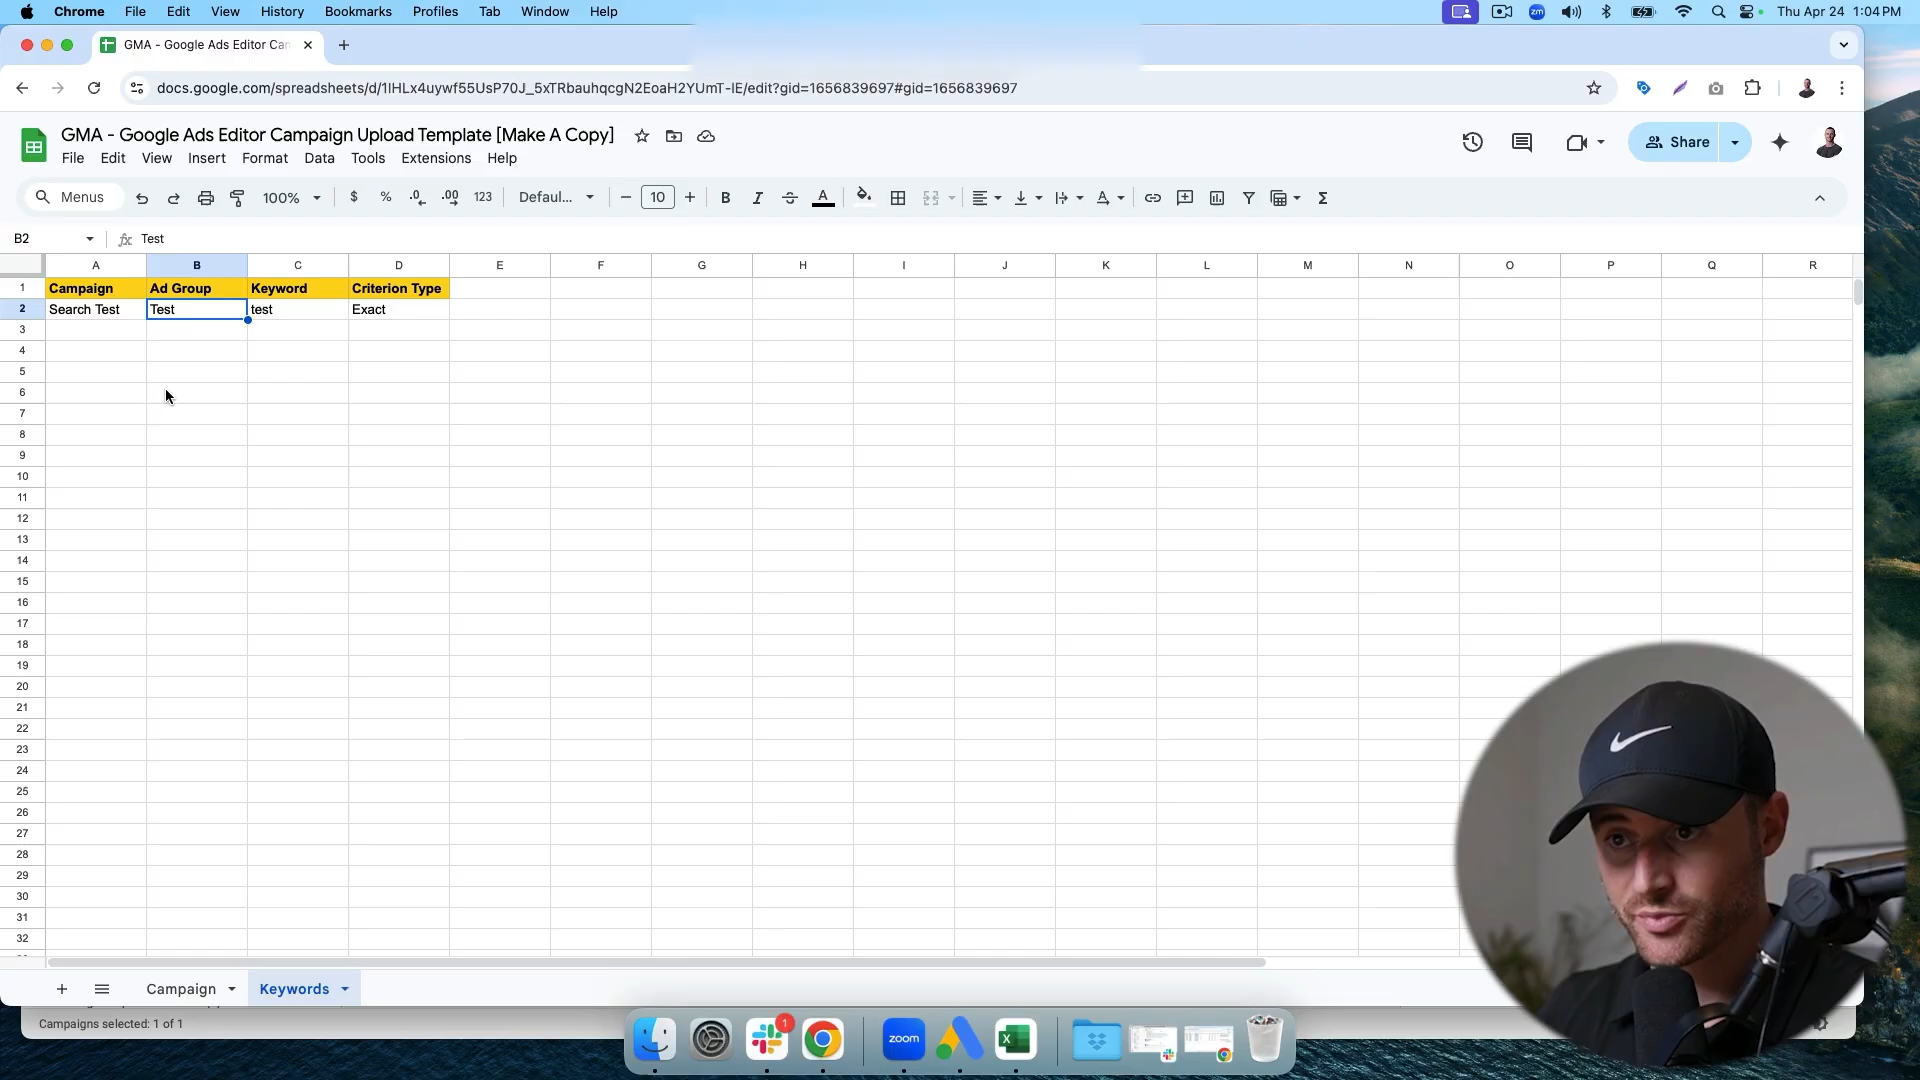 Chrome File Edit View History Bookmarks Profiles Tab Window Help zm Thu Apr 24 1:04 PM
GMA - Google Ads Editor Can
docs.google.com/spreadsheets/d/1lHLx4uywf55UsP70J_5xTRbauhqcgN2EoaH2YUmT-lE/edit?gid=1656839697#gid=1656839697
GMA - Google Ads Editor Campaign Upload Template [Make A Copy]
File Edit View Insert Format Data Tools Extensions Help
Share
Menus 100% $ % .0 .00 123 Defaul... 10 B I A Σ
B2 fx Test
A B C D E F G H I J K L M N O P Q R
1 Campaign Ad Group Keyword Criterion Type
2 Search Test Test test Exact
3
4
5
6
7
8
9
10
11
12
13
14
15
16
17
18
19
20
21
22
23
24
25
26
27
28
29
30
31
32
Campaign Keywords
Campaigns selected: 1 of 1
1
zoom